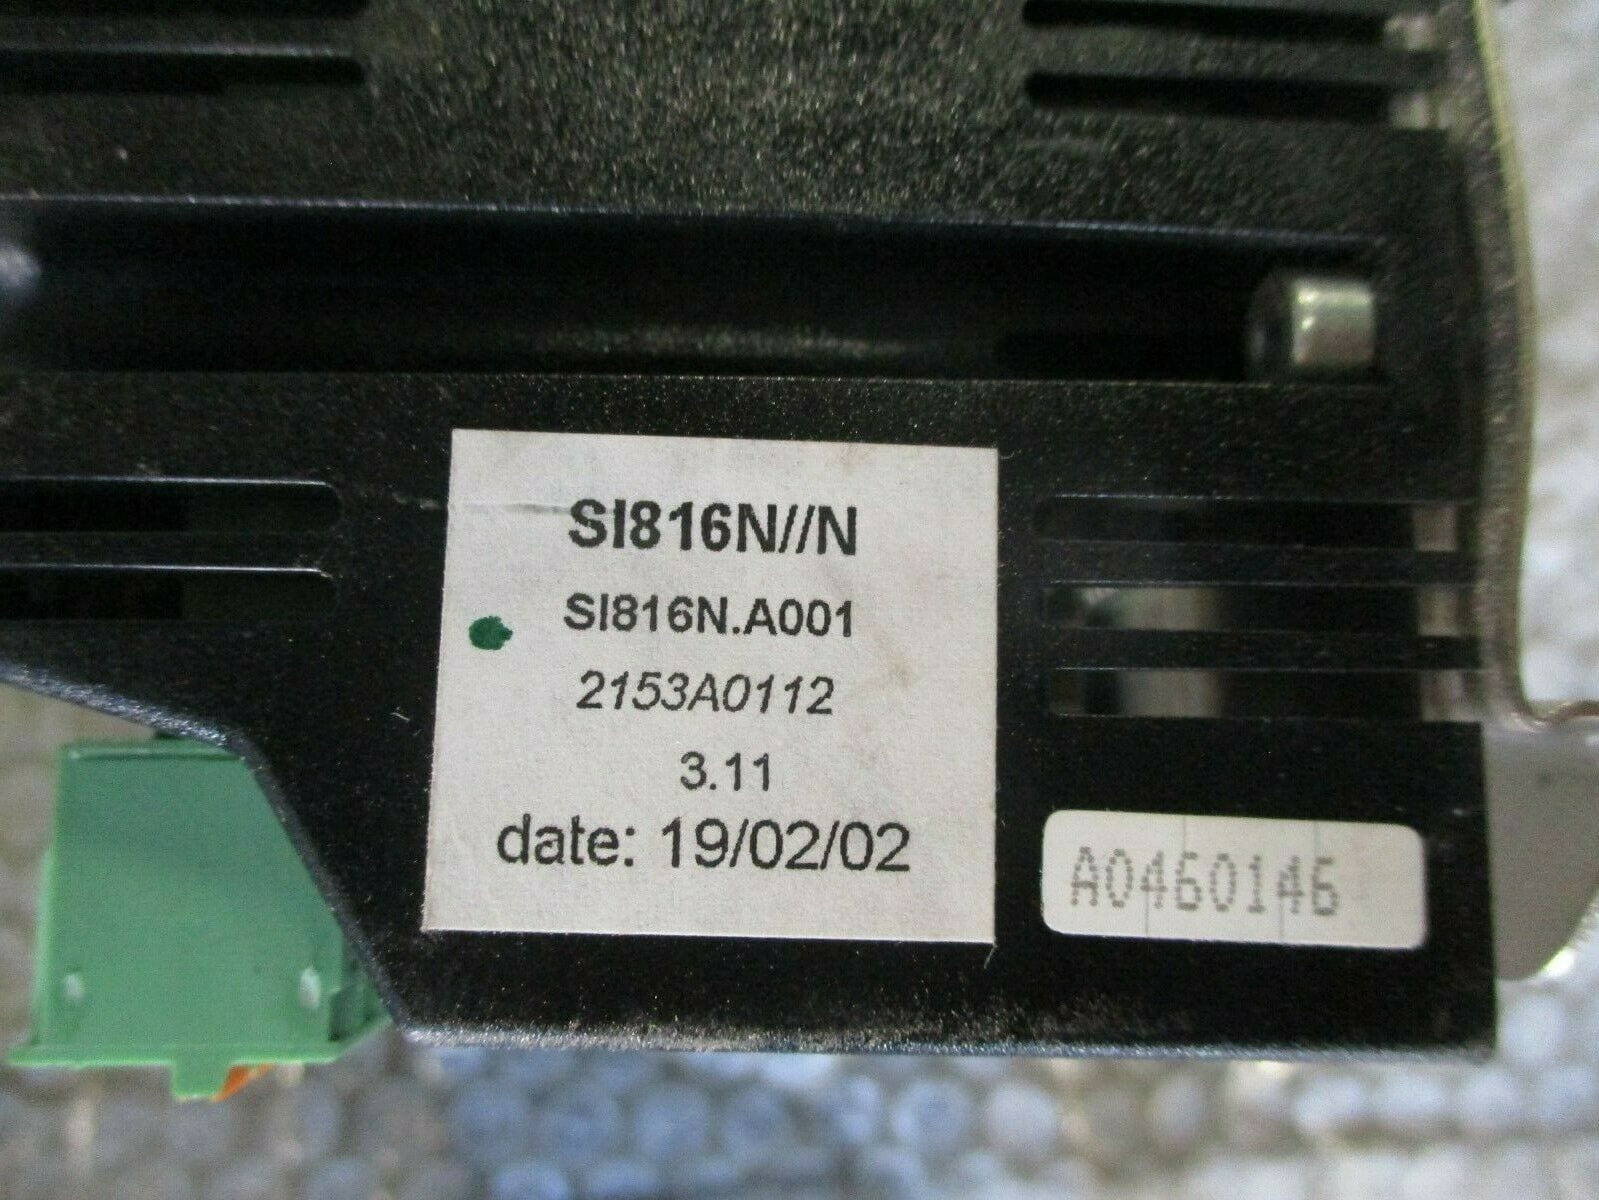 SI816N//N
SI816N.A001
2153A0112
3.11
date: 19/02/02
A0460146